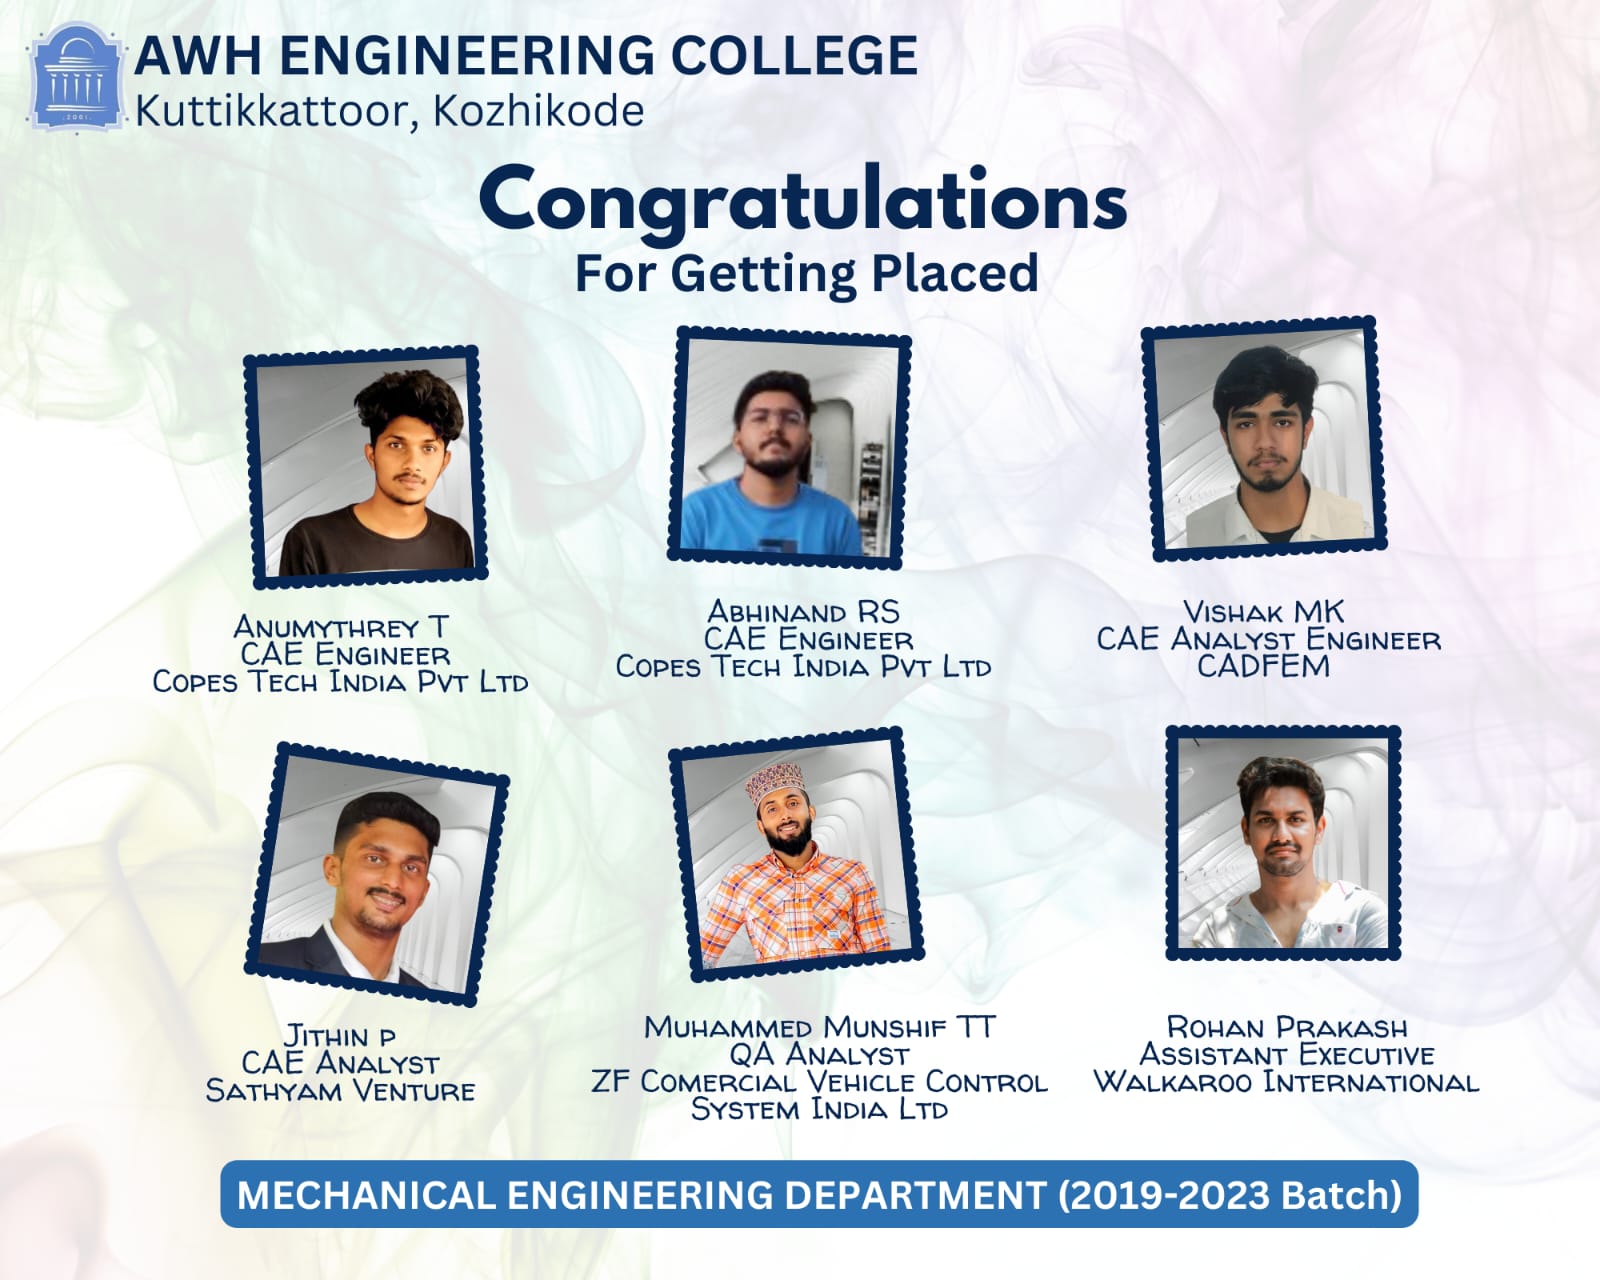 AWH ENGINEERING COLLEGE
Kuttikkattoor, Kozhikode
.2001.
Congratulations
For Getting Placed
Anumythrey T
CAE Engineer
Copes Tech India Pvt Ltd
Abhinand RS
CAE Engineer
Copes Tech India Pvt Ltd
Vishak MK
CAE Analyst Engineer
CADFEM
Jithin p
CAE Analyst
Sathyam Venture
Muhammed Munshif TT
QA Analyst
ZF Comercial Vehicle Control
System India Ltd
Rohan Prakash
Assistant Executive
Walkaroo International
MECHANICAL ENGINEERING DEPARTMENT (2019-2023 Batch)